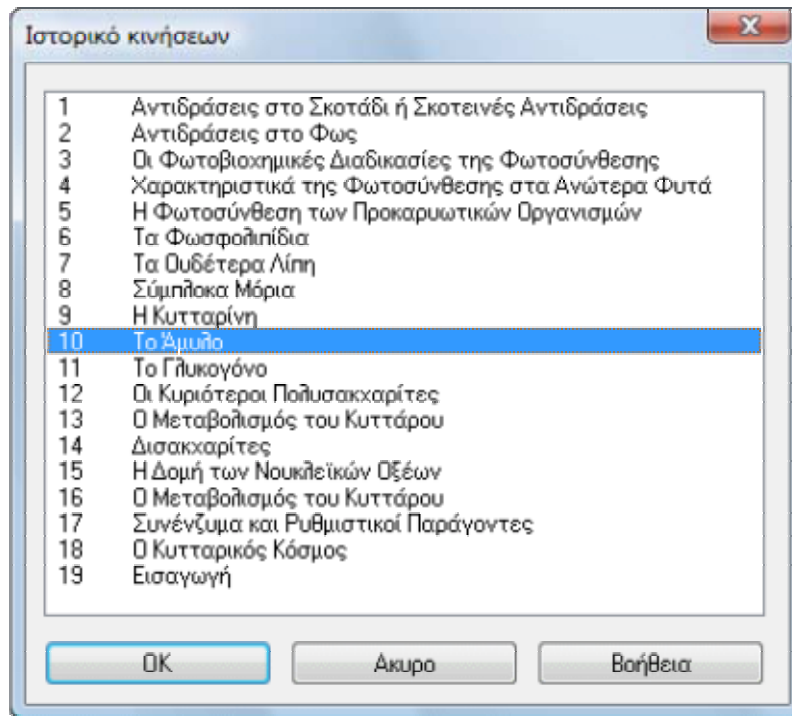 Ιστορικό κινήσεων
1 Αντιδράσεις στο Σκοτάδι ή Σκοτεινές Αντιδράσεις
2 Αντιδράσεις στο Φως
3 Οι Φωτοβιοχημικές Διαδικασίες της Φωτοσύνθεσης
4 Χαρακτηριστικά της Φωτοσύνθεσης στα Ανώτερα Φυτά
5 Η Φωτοσύνθεση των Προκαρυωτικών Οργανισμών
6 Τα Φωσφολιπίδια
7 Τα Ουδέτερα Λίπη
8 Σύμπλοκα Μόρια
9 Η Κυτταρίνη
10 Το Άμυλο
11 Το Γλυκογόνο
12 Οι Κυριότεροι Πολυσακχαρίτες
13 Ο Μεταβολισμός του Κυττάρου
14 Δισακχαρίτες
15 Η Δομή των Νουκλεϊκών Οξέων
16 Ο Μεταβολισμός του Κυττάρου
17 Συνένζυμα και Ρυθμιστικοί Παράγοντες
18 Ο Κυτταρικός Κόσμος
19 Εισαγωγή
OK Ακυρο Βοήθεια